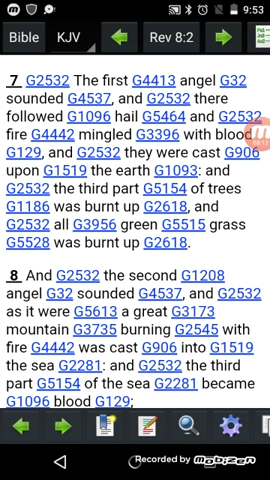 9:53
Bible KJV Rev 8:2
7 G2532 The first G4413 angel G32
sounded G4537, and G2532 there
followed G1096 hail G5464 and G2532
fire G4442 mingled G3396 with blood
G129, and G2532 they were cast G906
upon G1519 the earth G1093: and
G2532 the third part G5154 of trees
G1186 was burnt up G2618, and
G2532 all G3956 green G5515 grass
G5528 was burnt up G2618.
8 And G2532 the second G1208
angel G32 sounded G4537, and G2532
as it were G5613 a great G3173
mountain G3735 burning G2545 with
fire G4442 was cast G906 into G1519
the sea G2281: and G2532 the third
part G5154 of the sea G2281 became
G1096 blood G129;
Recorded by mobizen